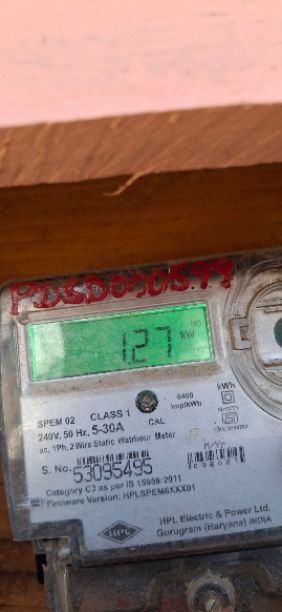 MD
1.27 kW
kWh
SPEM 02 CLASS 1
240V, 50 Hz, 5-30A CAL 6400 imp/kWh
ac, 1Ph, 2 Wire Static Watthour Meter
S. No. 53095495
Category C3 as per IS 15959:2011
Firmware Version: HPLSPEM6XXX01
HPL
HPL Electric & Power Ltd.
Gurugram (Haryana) INDIA